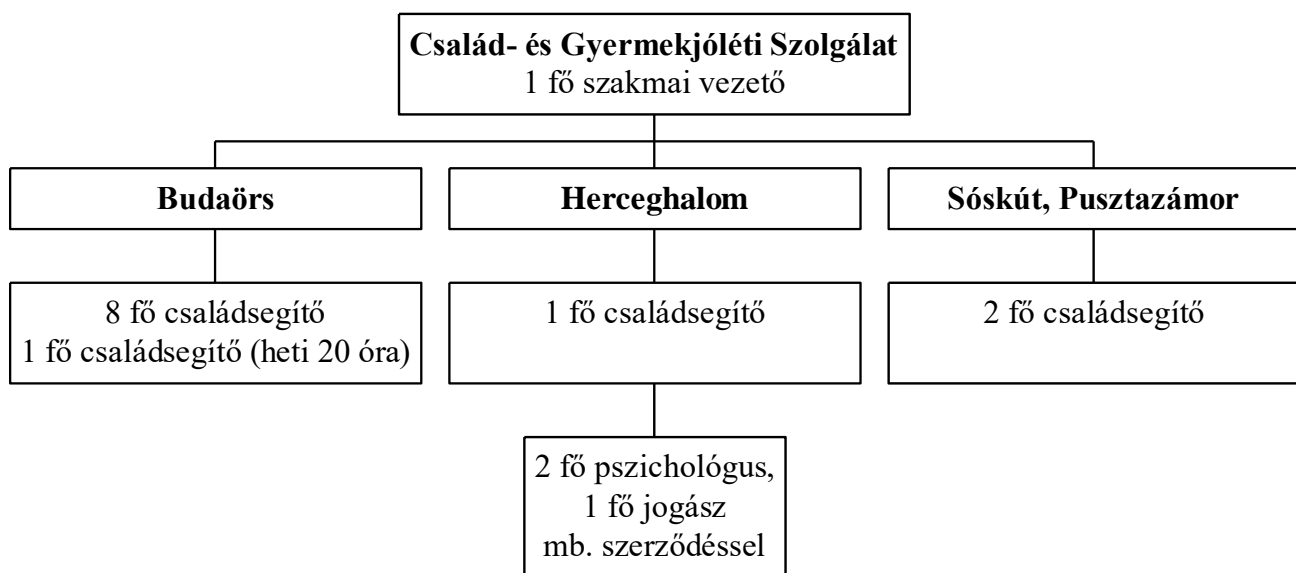 Család- és Gyermekjóléti Szolgálat
1 fő szakmai vezető
Budaörs
Herceghalom
Sóskút, Pusztazámor
8 fő családsegítő
1 fő családsegítő (heti 20 óra)
1 fő családsegítő
2 fő családsegítő
2 fő pszichológus,
1 fő jogász
mb. szerződéssel